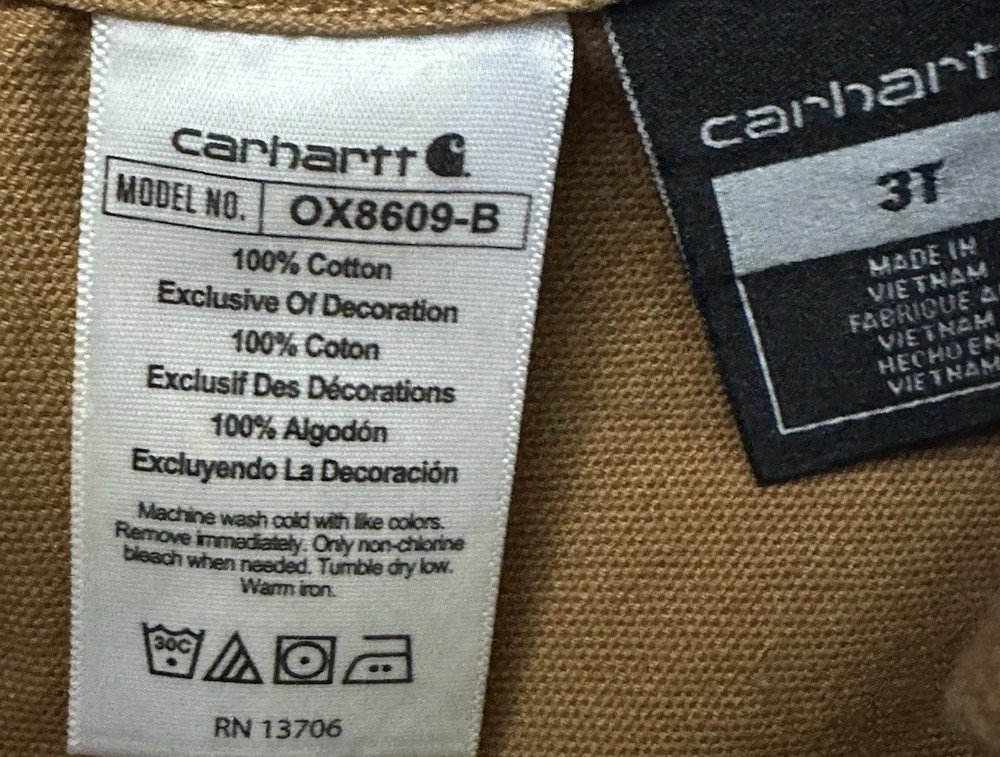 carhartt
MODEL NO. OX8609-B
100% Cotton
Exclusive Of Decoration
100% Coton
Exclusif Des Décorations
100% Algodón
Excluyendo La Decoración
Machine wash cold with like colors.
Remove immediately. Only non-chlorine
bleach when needed. Tumble dry low.
Warm iron.
30C
RN 13706
carhart
3T
MADE IN
VIETNAM
FABRIQUE A
VIETNAM
HECHO EN
VIETNAM